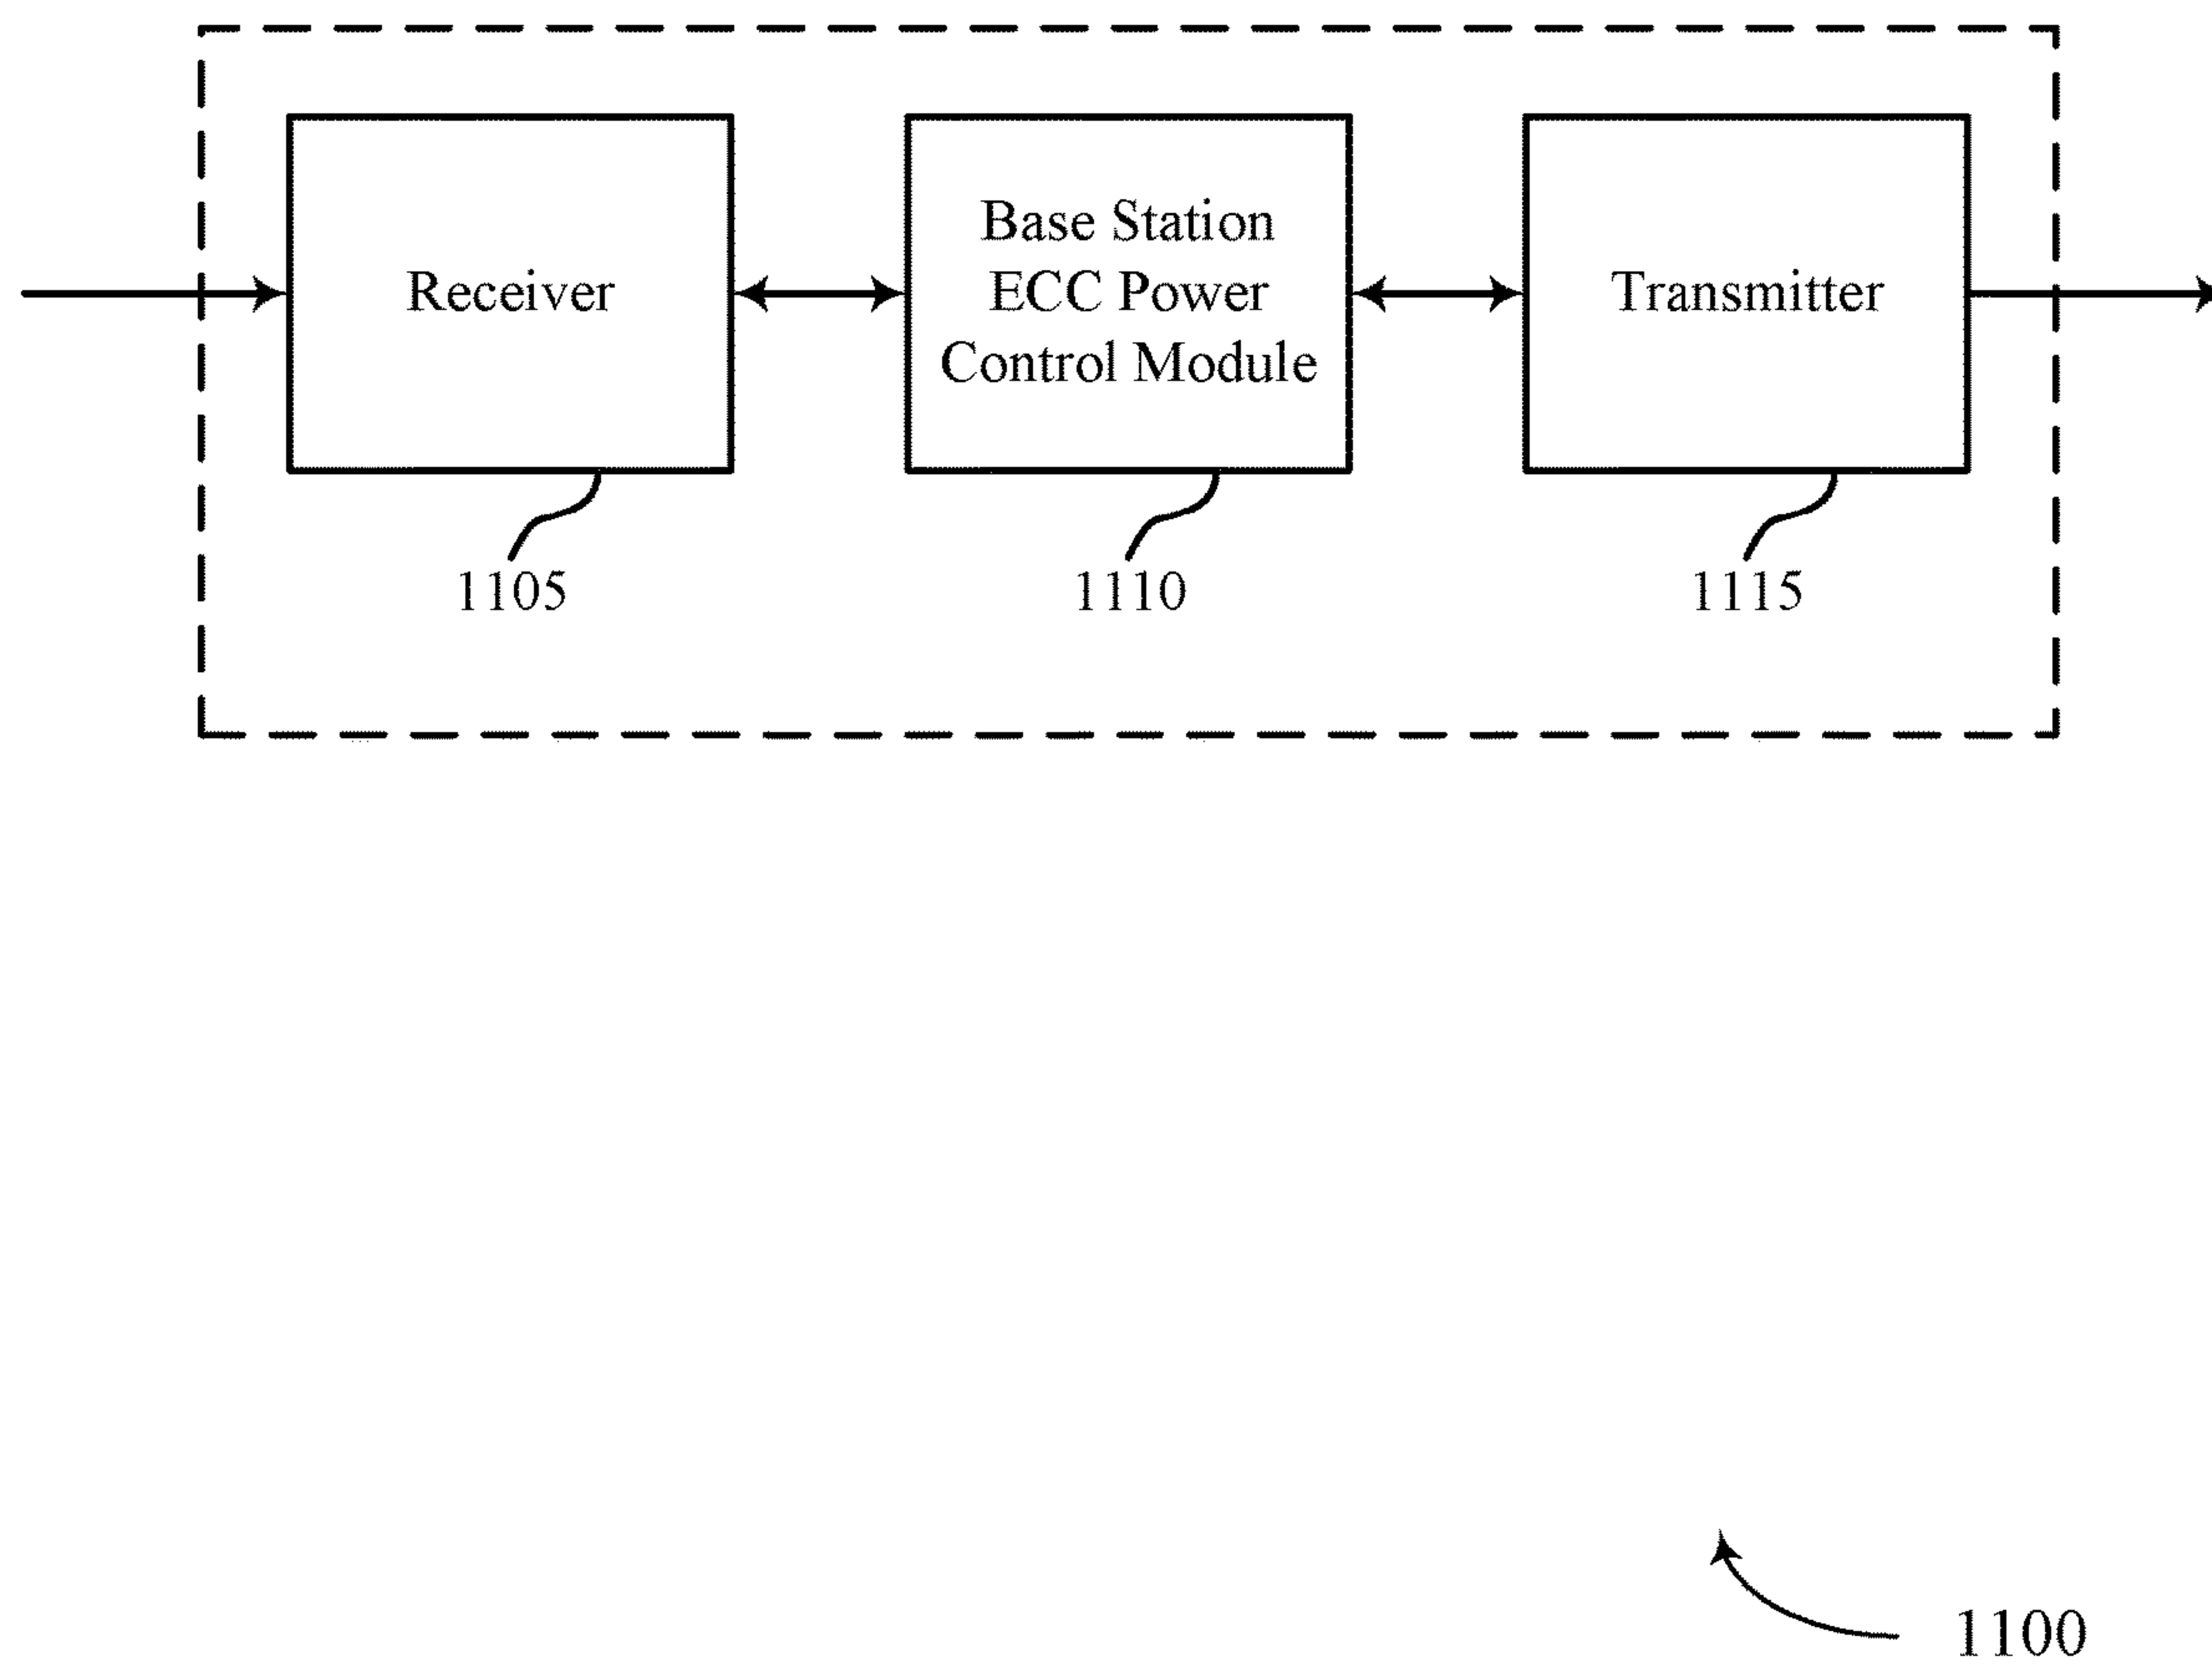 Receiver
Base Station
ECC Power
Control Module
Transmitter
1105
1110
1115
1100